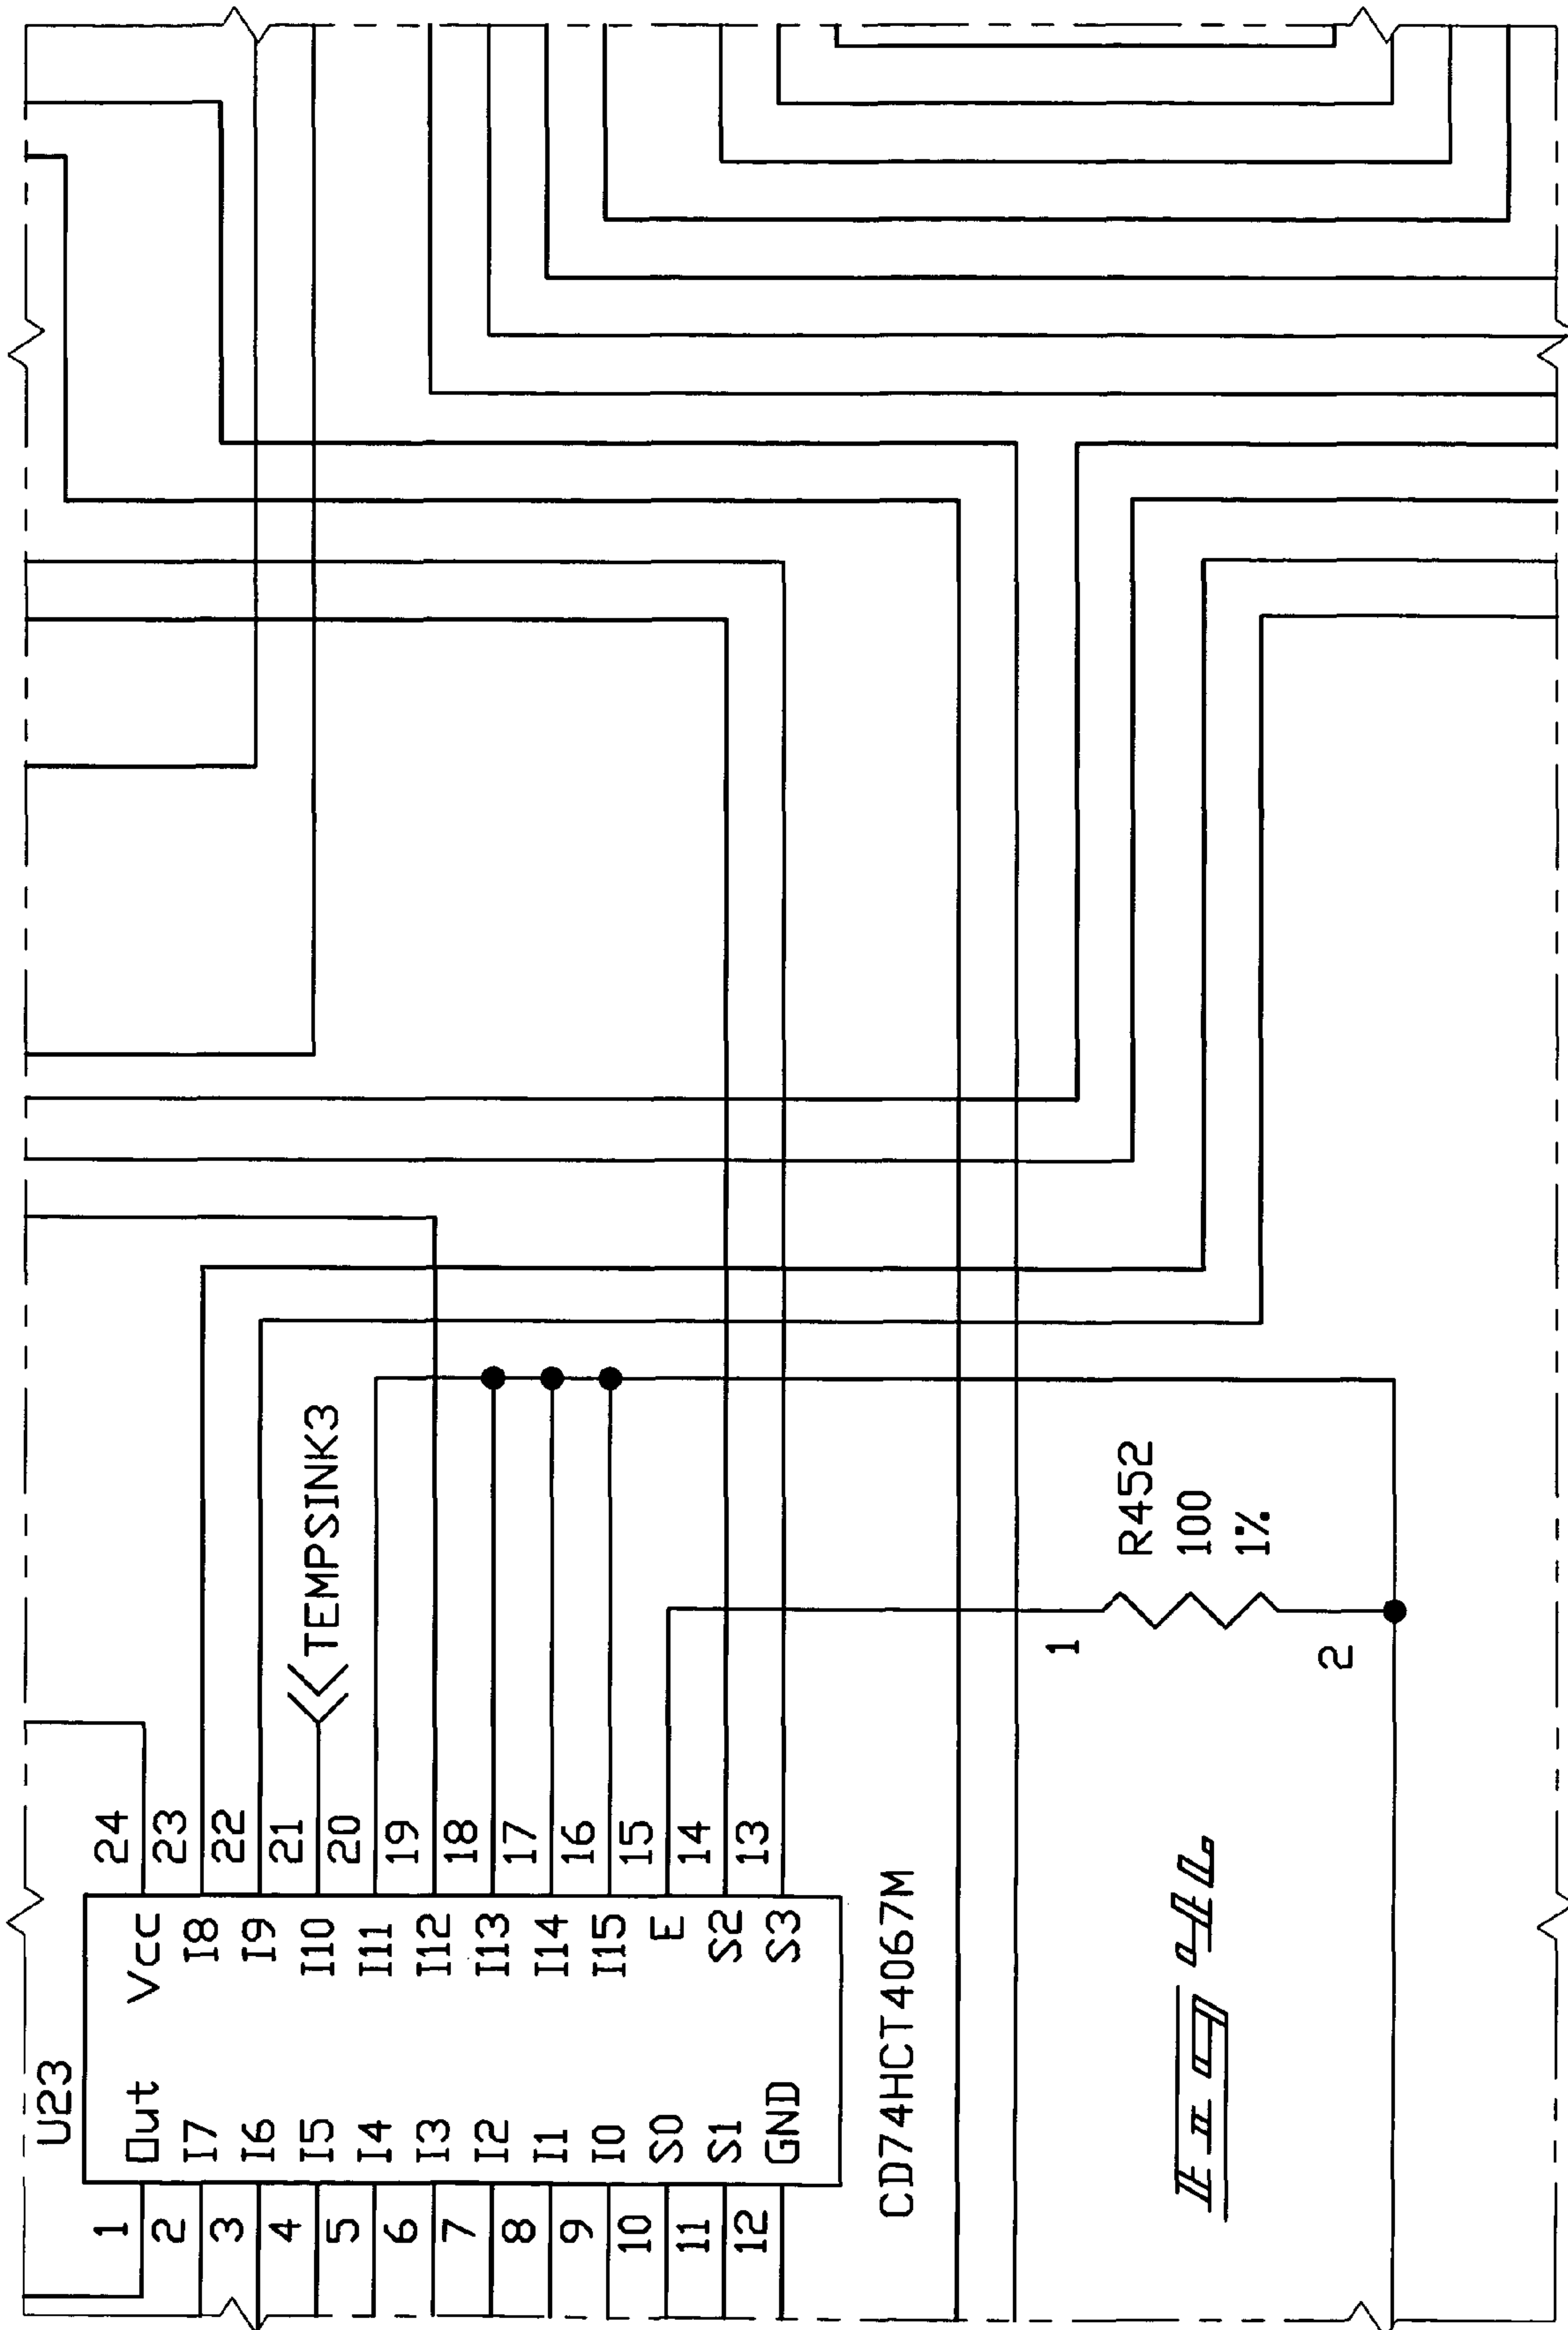 U23
1 Out Vcc 24
2 I7 I8 23
3 I6 I9 22
4 I5 I10 21 TEMPSINK3
5 I4 I11 20
6 I3 I12 19
7 I2 I13 18
8 I1 I14 17
9 I0 I15 16
10 S0 E 15
11 S1 S2 14
12 GND S3 13
CD74HCT4067M
1
R452
100
1%
2